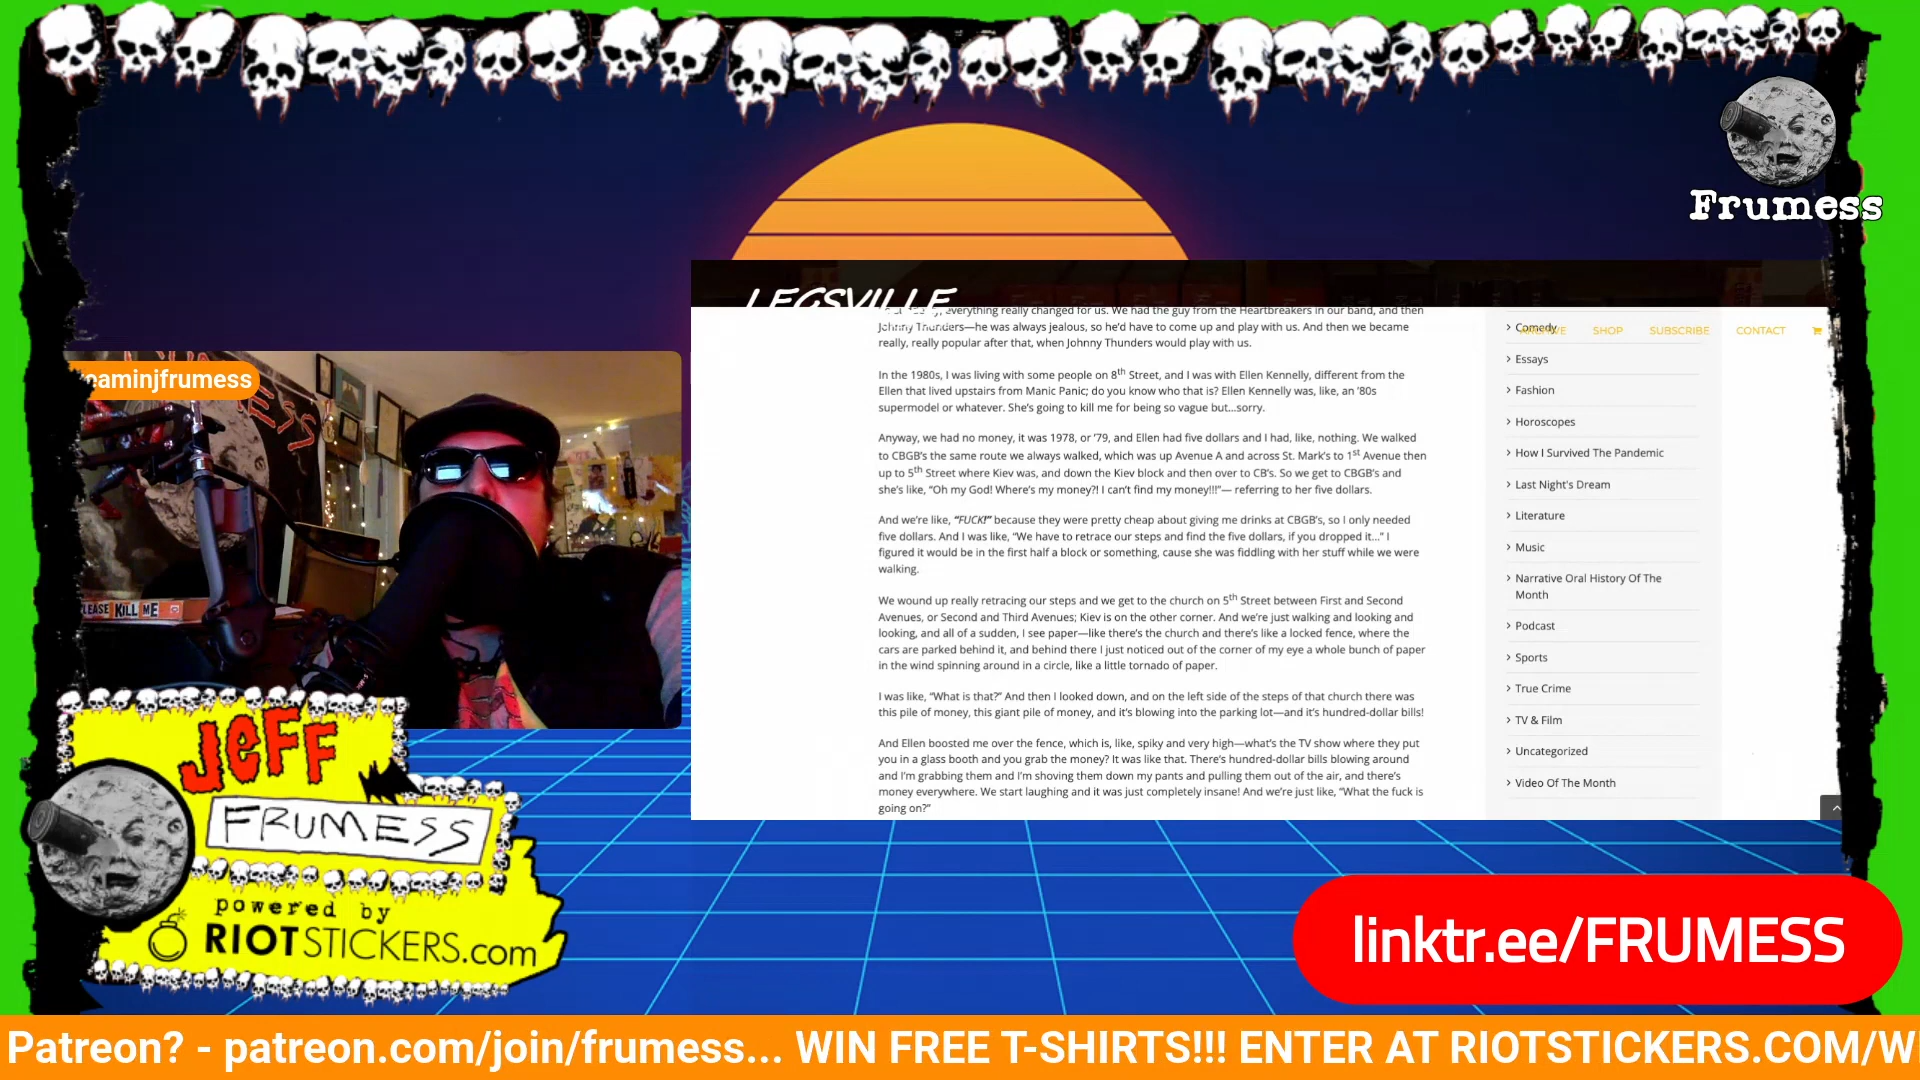 Frumess
LEGSVILLE
everything really changed for us. We had the guy from the Heartbreakers in our band, and then
Johnny Thunders—he was always jealous, so he'd have to come up and play with us. And then we became
really, really popular after that, when Johnny Thunders would play with us.
In the 1980s, I was living with some people on 8th Street, and I was with Ellen Kennelly, different from the
Ellen that lived upstairs from Manic Panic; do you know who that is? Ellen Kennelly was, like, an '80s
supermodel or whatever. She's going to kill me for being so vague but...sorry.
Anyway, we had no money, it was 1978, or '79, and Ellen had five dollars and I had, like, nothing. We walked
to CBGB's the same route we always walked, which was up Avenue A and across St. Mark's to 1st Avenue then
up to 5th Street where Kiev was, and down the Kiev block and then over to CB's. So we get to CBGB's and
she's like, "Oh my God! Where's my money?! I can't find my money!!!"— referring to her five dollars.
And we're like, "FUCK!" because they were pretty cheap about giving me drinks at CBGB's, so I only needed
five dollars. And I was like, "We have to retrace our steps and find the five dollars, if you dropped it..." I
figured it would be in the first half a block or something, cause she was fiddling with her stuff while we were
walking.
We wound up really retracing our steps and we get to the church on 5th Street between First and Second
Avenues, or Second and Third Avenues; Kiev is on the other corner. And we're just walking and looking and
looking, and all of a sudden, I see paper—like there's the church and there's like a locked fence, where the
cars are parked behind it, and behind there I just noticed out of the corner of my eye a whole bunch of paper
in the wind spinning around in a circle, like a little tornado of paper.
I was like, "What is that?" And then I looked down, and on the left side of the steps of that church there was
this pile of money, this giant pile of money, and it's blowing into the parking lot—and it's hundred-dollar bills!
And Ellen boosted me over the fence, which is, like, spiky and very high—what's the TV show where they put
you in a glass booth and you grab the money? It was like that. There's hundred-dollar bills blowing around
and I'm grabbing them and I'm shoving them down my pants and pulling them out of the air, and there's
money everywhere. We start laughing and it was just completely insane! And we're just like, "What the fuck is
going on?"
Comedy
SHOP
SUBSCRIBE
CONTACT
Essays
Fashion
Horoscopes
How I Survived The Pandemic
Last Night's Dream
Literature
Music
Narrative Oral History Of The
Month
Podcast
Sports
True Crime
TV & Film
Uncategorized
Video Of The Month
eaminjfrumess
LEASE KILL ME
JEFF
FRUMESS
powered by
RIOTSTICKERS.com
linktr.ee/FRUMESS
Patreon? - patreon.com/join/frumess... WIN FREE T-SHIRTS!!! ENTER AT RIOTSTICKERS.COM/W